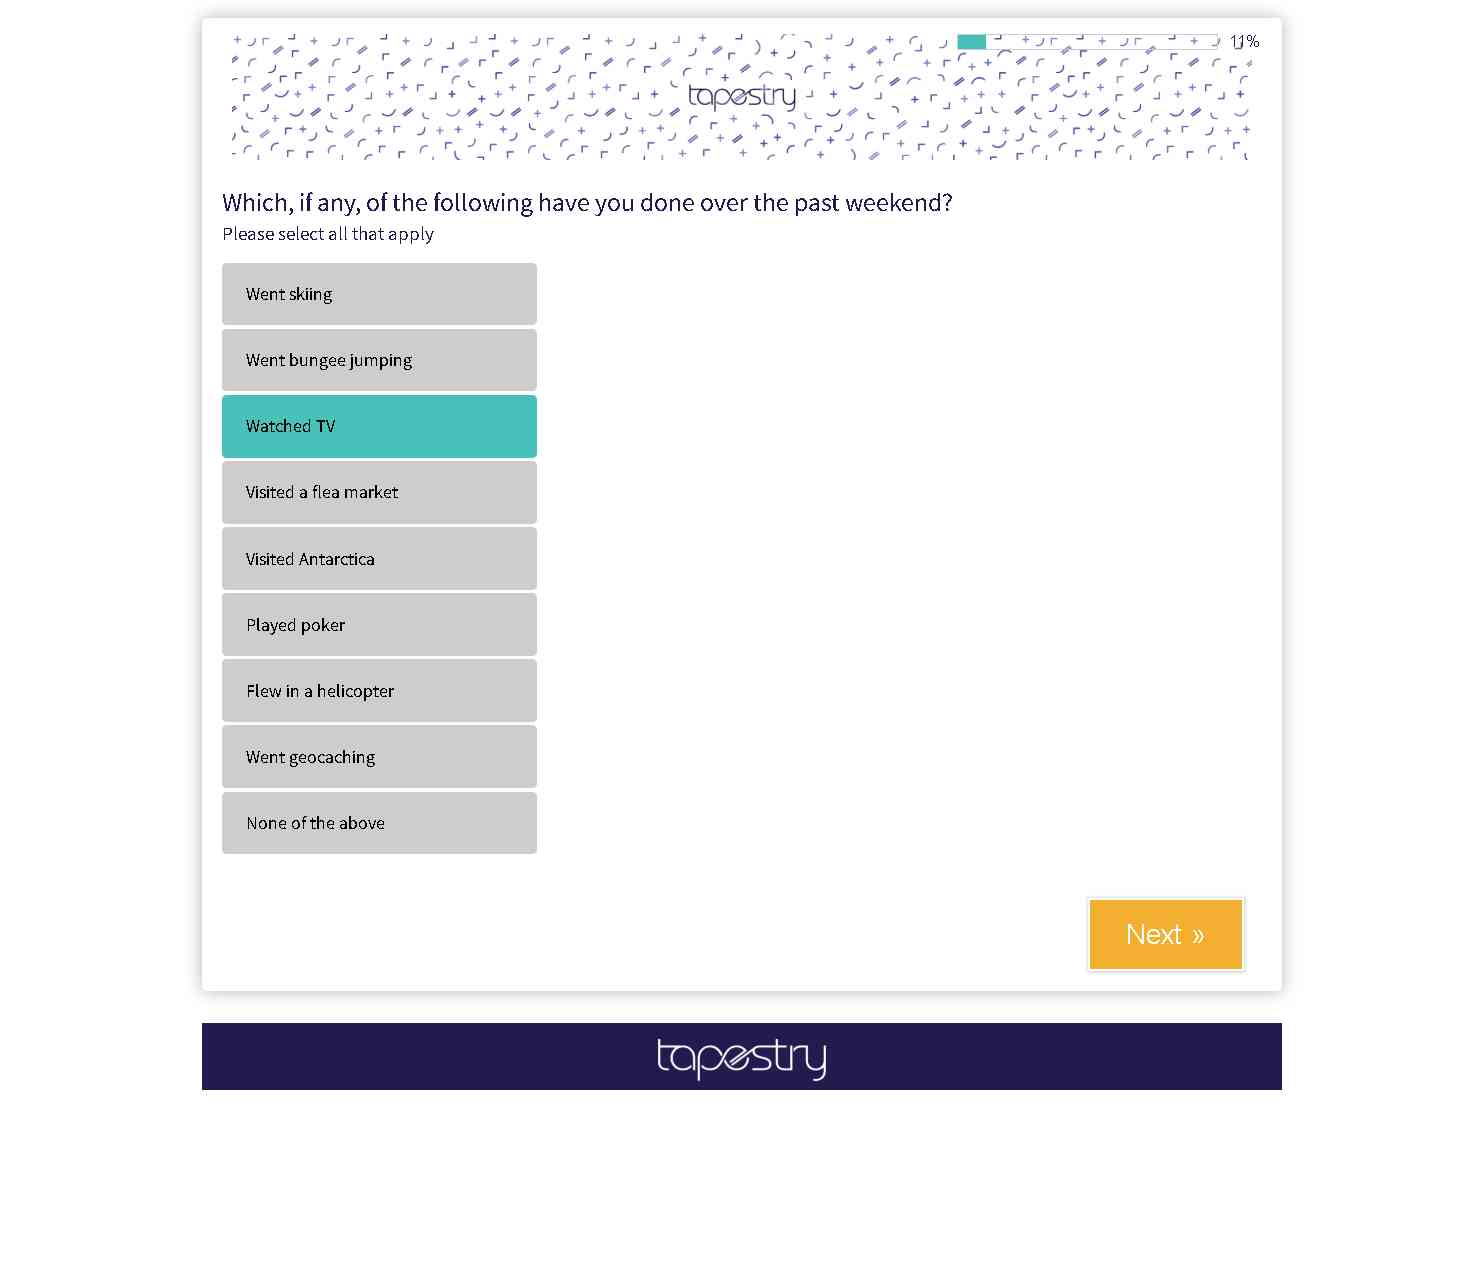 11%
tapestry
Which, if any, of the following have you done over the past weekend?
Please select all that apply
Went skiing
Went bungee jumping
Watched TV
Visited a flea market
Visited Antarctica
Played poker
Flew in a helicopter
Went geocaching
None of the above
Next »
tapestry